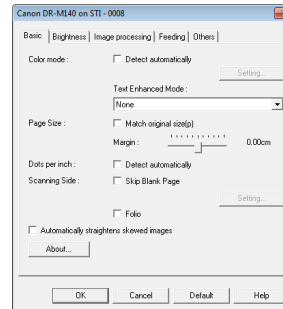 Canon DR-M140 on STI - 0008
Basic Brightness Image processing Feeding Others
Color mode : Detect automatically
Setting...
Text Enhanced Mode :
None
Page Size : Match original size(p)
Margin : 0.00cm
Dots per inch : Detect automatically
Scanning Side : Skip Blank Page
Setting...
Folio
Automatically straightens skewed images
About...
OK Cancel Default Help